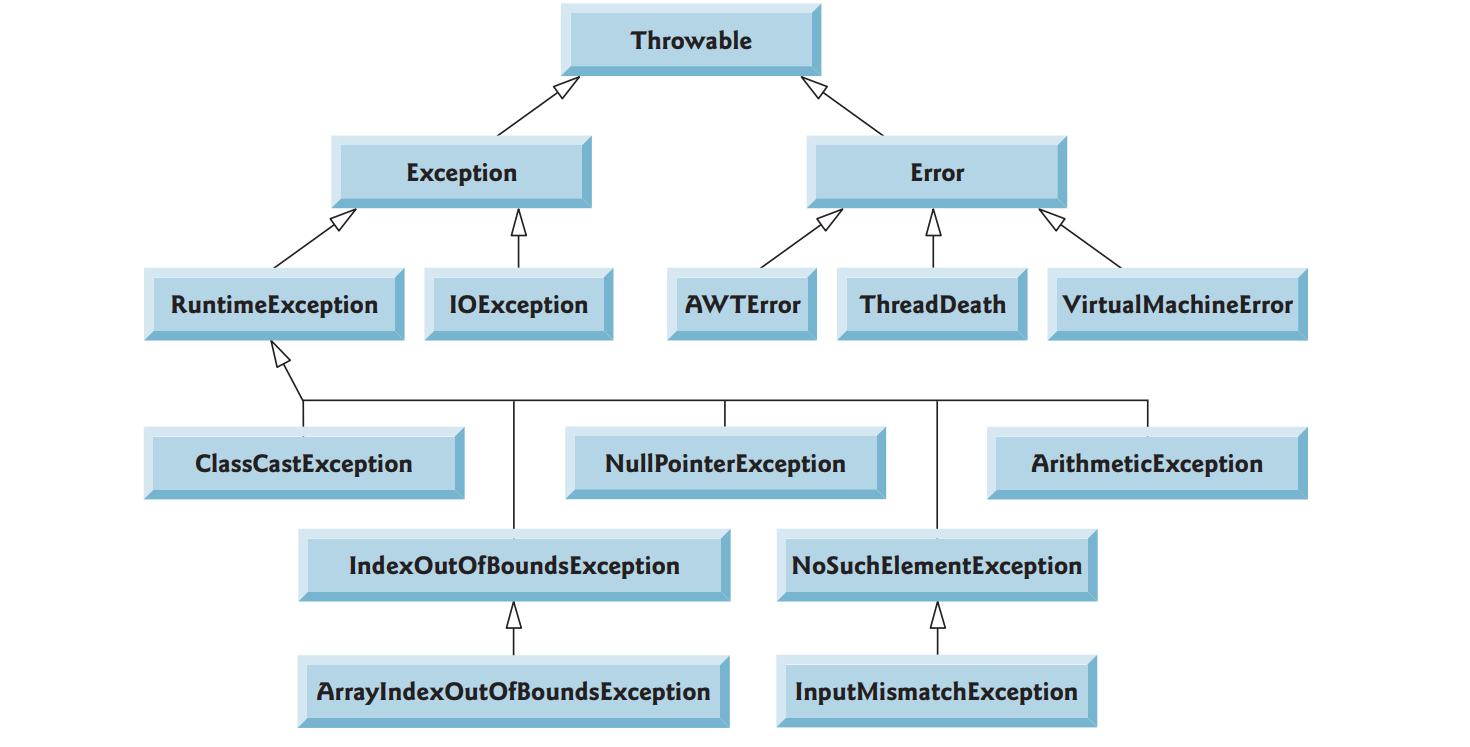 Throwable
Exception
Error
RuntimeException
IOException
AWTError
ThreadDeath
VirtualMachineError
ClassCastException
NullPointerException
ArithmeticException
IndexOutOfBoundsException
NoSuchElementException
ArrayIndexOutOfBoundsException
InputMismatchException